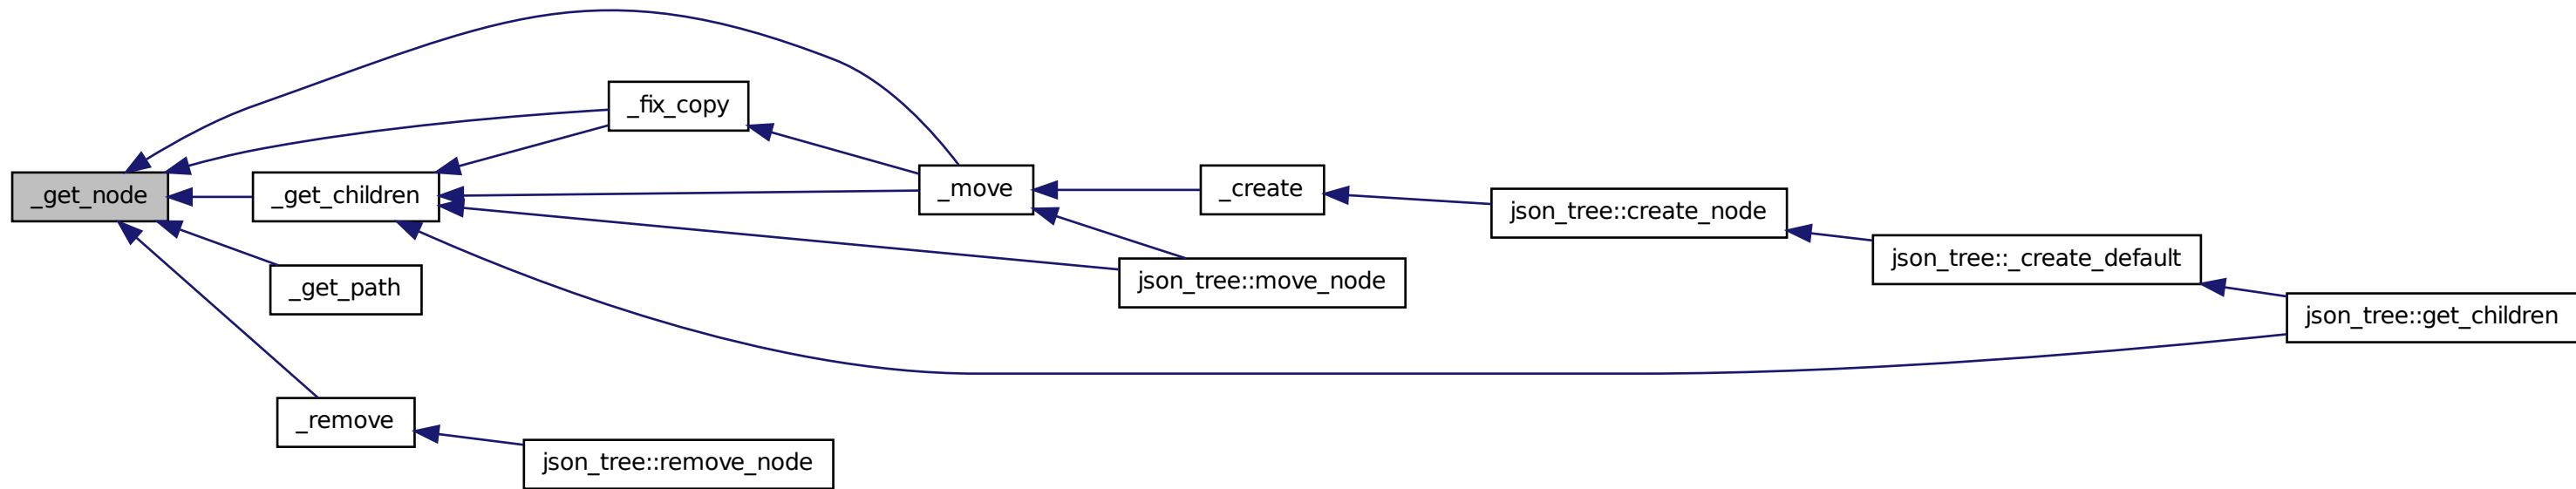 _get_node
_get_children
_fix_copy
_get_path
_remove
json_tree::remove_node
_move
json_tree::move_node
_create
json_tree::create_node
json_tree::_create_default
json_tree::get_children